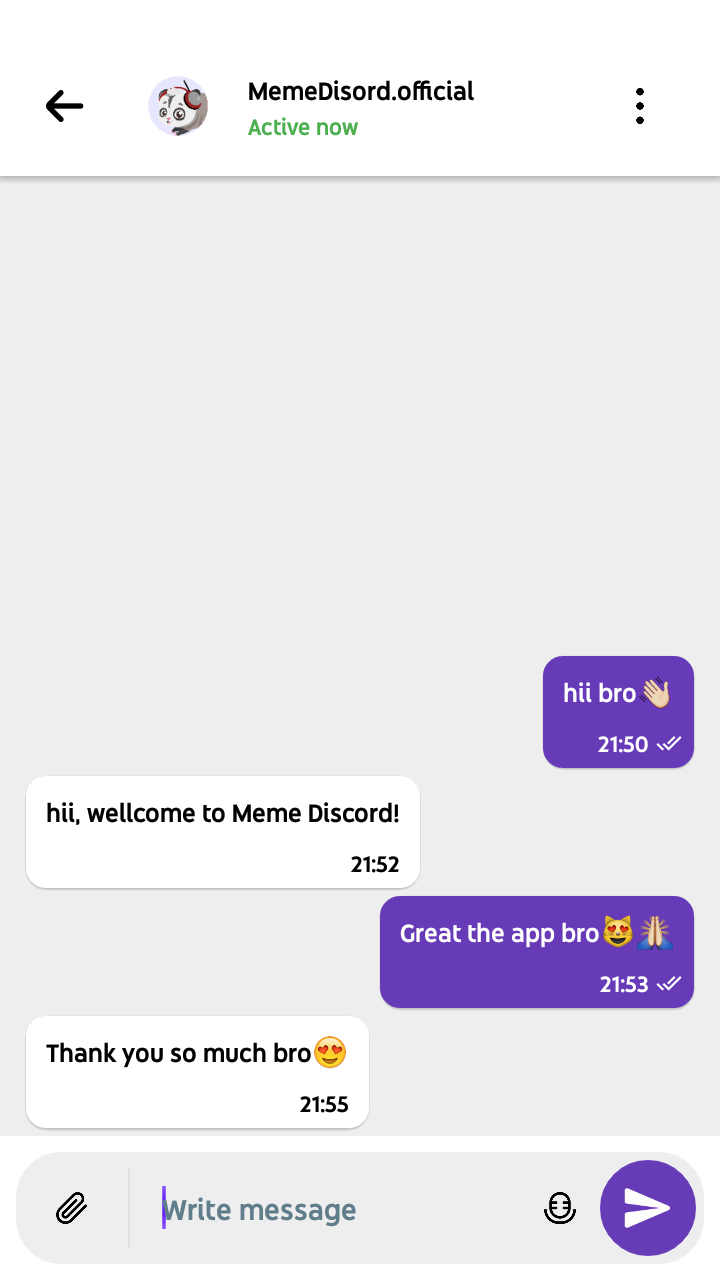 MemeDisord.official
Active now
hii bro👋🏻
21:50
hii, wellcome to Meme Discord!
21:52
Great the app bro😻🙏🏻
21:53
Thank you so much bro😍
21:55
Write message